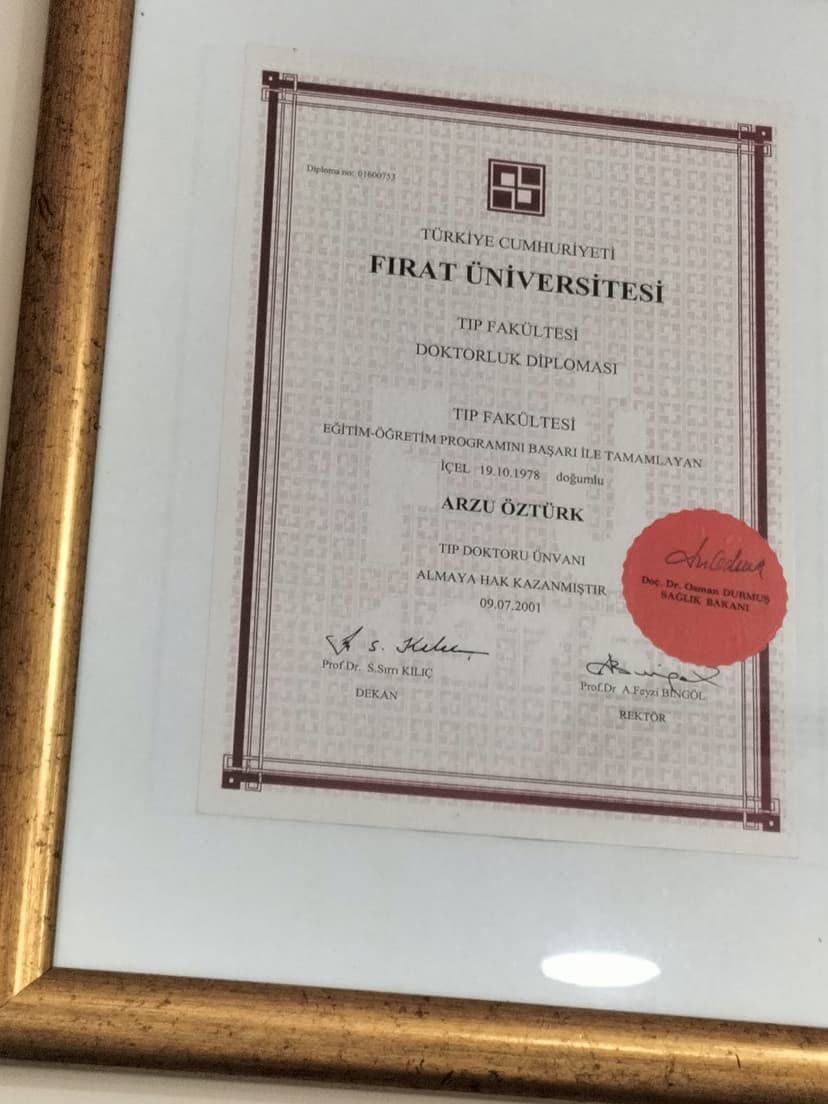 Diploma no: 01600753
TÜRKİYE CUMHURİYETİ
FIRAT ÜNİVERSİTESİ
TIP FAKÜLTESİ
DOKTORLUK DİPLOMASI
TIP FAKÜLTESİ
EĞİTİM-ÖĞRETİM PROGRAMINI BAŞARI İLE TAMAMLAYAN
İÇEL 19.10.1978 doğumlu
ARZU ÖZTÜRK
TIP DOKTORU ÜNVANI
ALMAYA HAK KAZANMIŞTIR
09.07.2001
Doç. Dr. Osman DURMUŞ
SAĞLIK BAKANI
Prof.Dr. S.Sırrı KILIÇ
DEKAN
Prof.Dr A.Feyzi BİNGÖL
REKTÖR